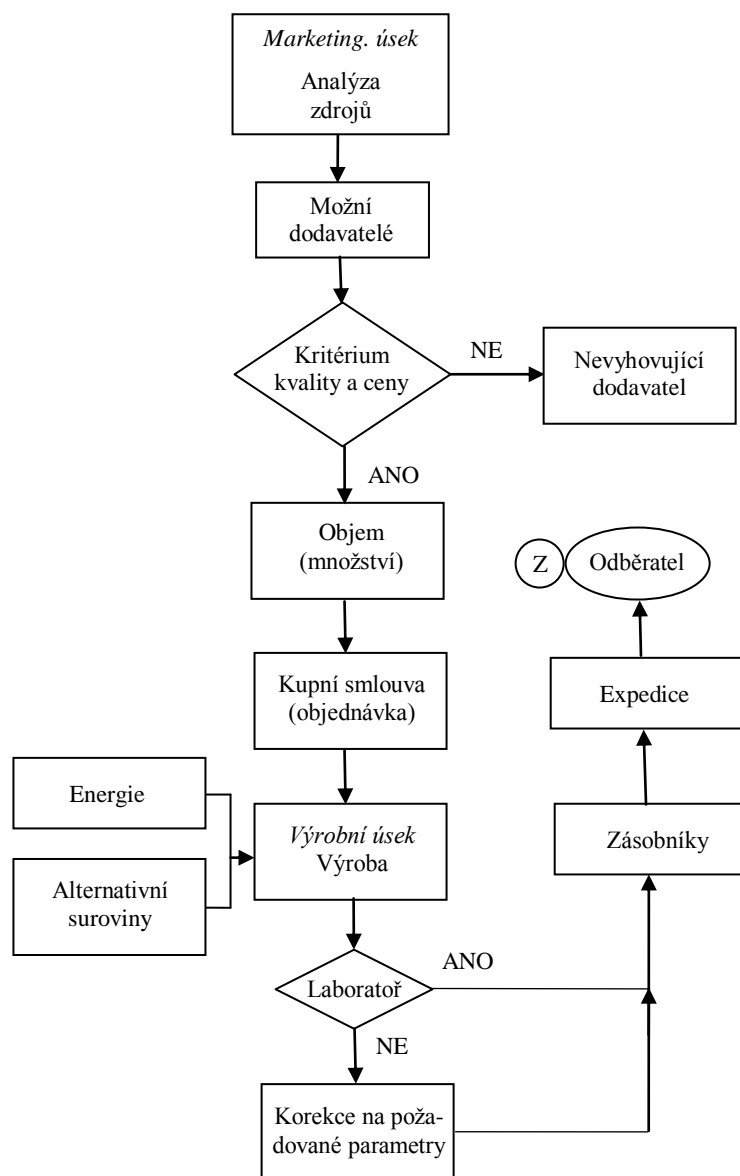 Marketing. úsek
Analýza
zdrojů
Možní
dodavatelé
Kritérium
kvality a ceny
NE
Nevyhovující
dodavatel
ANO
Objem
(množství)
Z
Odběratel
Kupní smlouva
(objednávka)
Expedice
Energie
Výrobní úsek
Výroba
Zásobníky
Alternativní
suroviny
Laboratoř
ANO
NE
Korekce na poža-
dované parametry